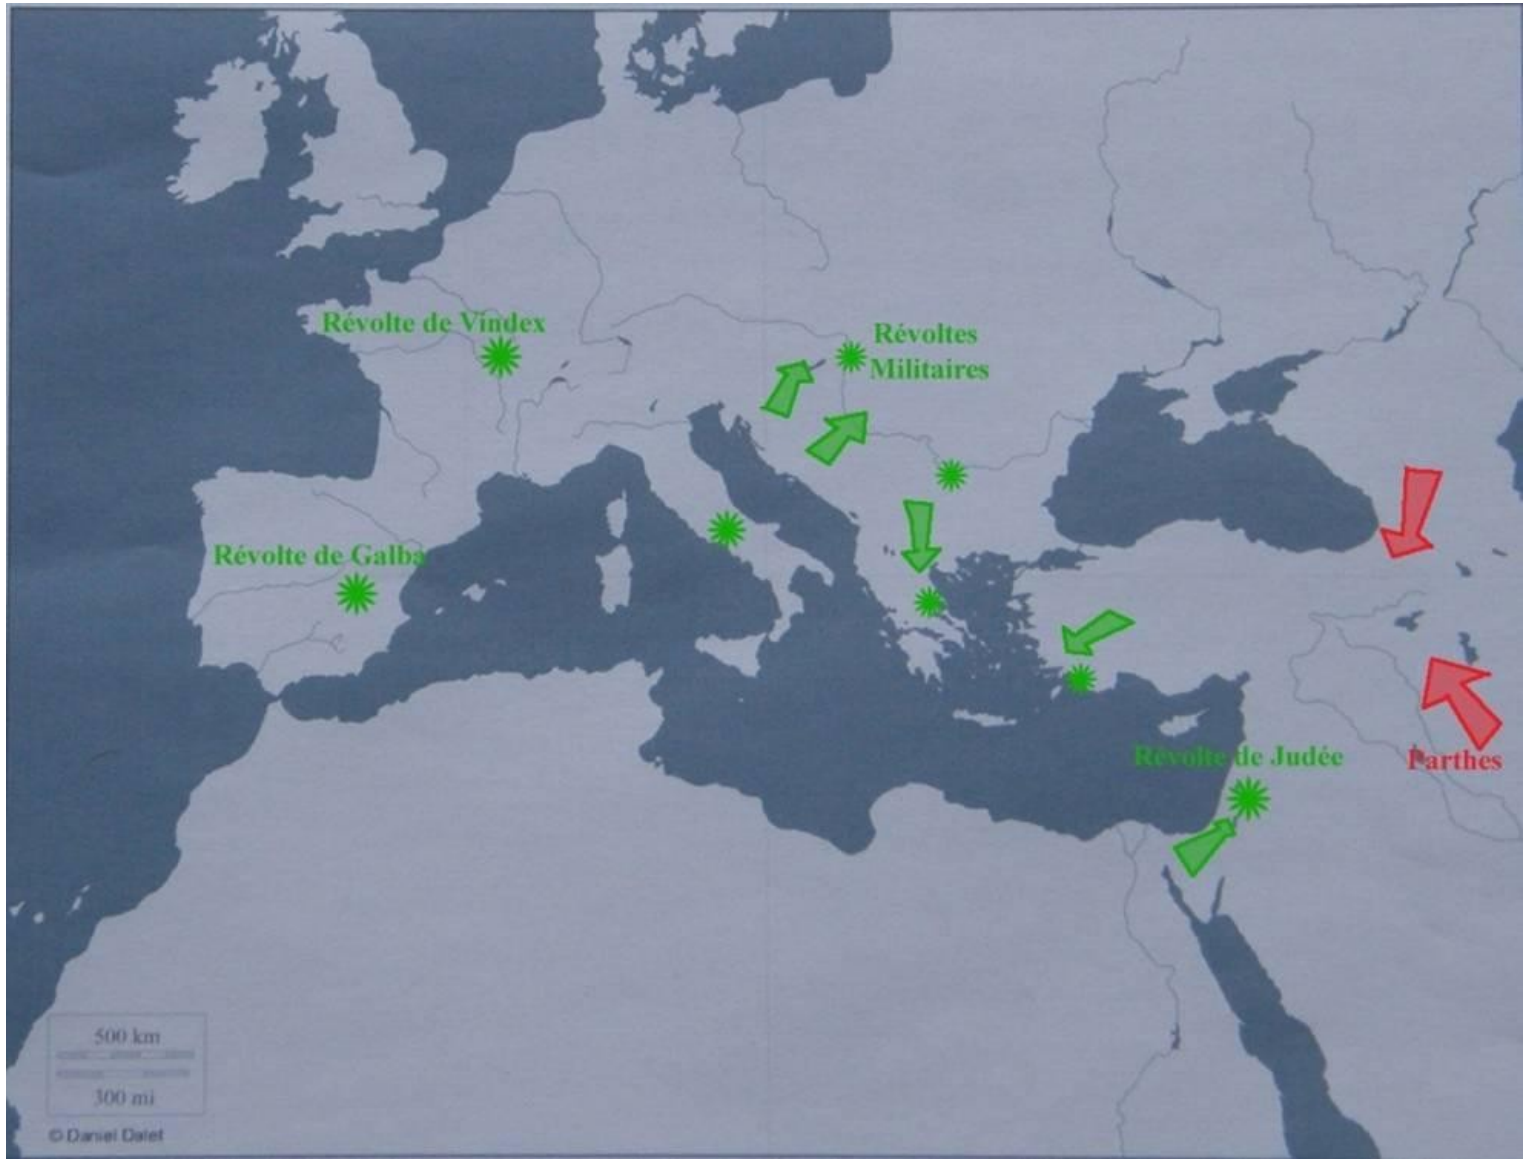 Révolte de Vindex
Révoltes
Militaires
Révolte de Galba
Révolte de Judée
Parthes
500 km
300 mi
© Daniel Dalet